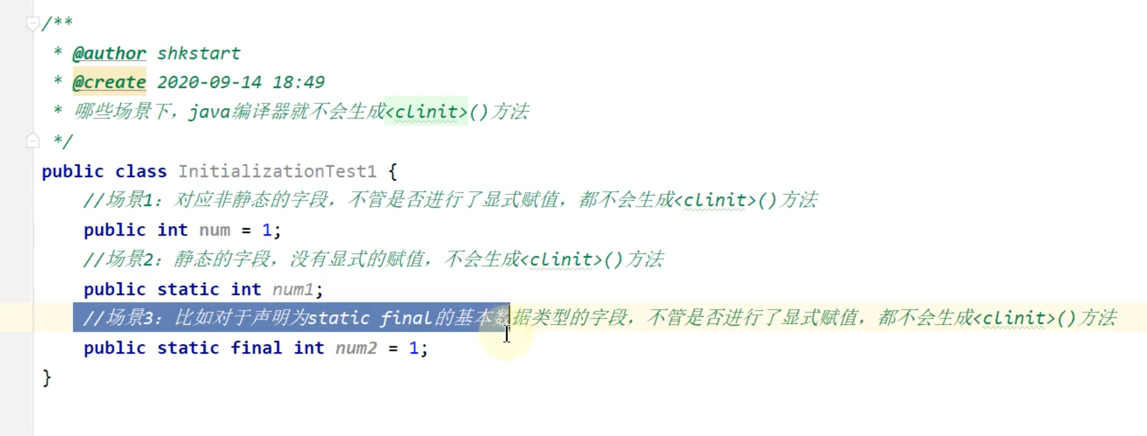 /**
* @author shkstart
* @create 2020-09-14 18:49
* 哪些场景下，java编译器就不会生成<clinit>()方法
*/
public class InitializationTest1 {
//场景1：对应非静态的字段，不管是否进行了显式赋值，都不会生成<clinit>()方法
public int num = 1;
//场景2：静态的字段，没有显式的赋值，不会生成<clinit>()方法
public static int num1;
//场景3：比如对于声明为static final的基本数据类型的字段，不管是否进行了显式赋值，都不会生成<clinit>()方法
public static final int num2 = 1;
}